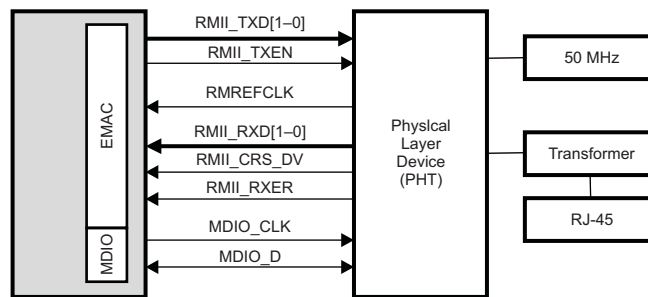 RMII_TXD[1–0]
RMII_TXEN
RMREFCLK
RMII_RXD[1–0]
RMII_CRS_DV
RMII_RXER
MDIO_CLK
MDIO_D
EMAC
MDIO
Physlcal
Layer
Device
(PHT)
50 MHz
Transformer
RJ-45